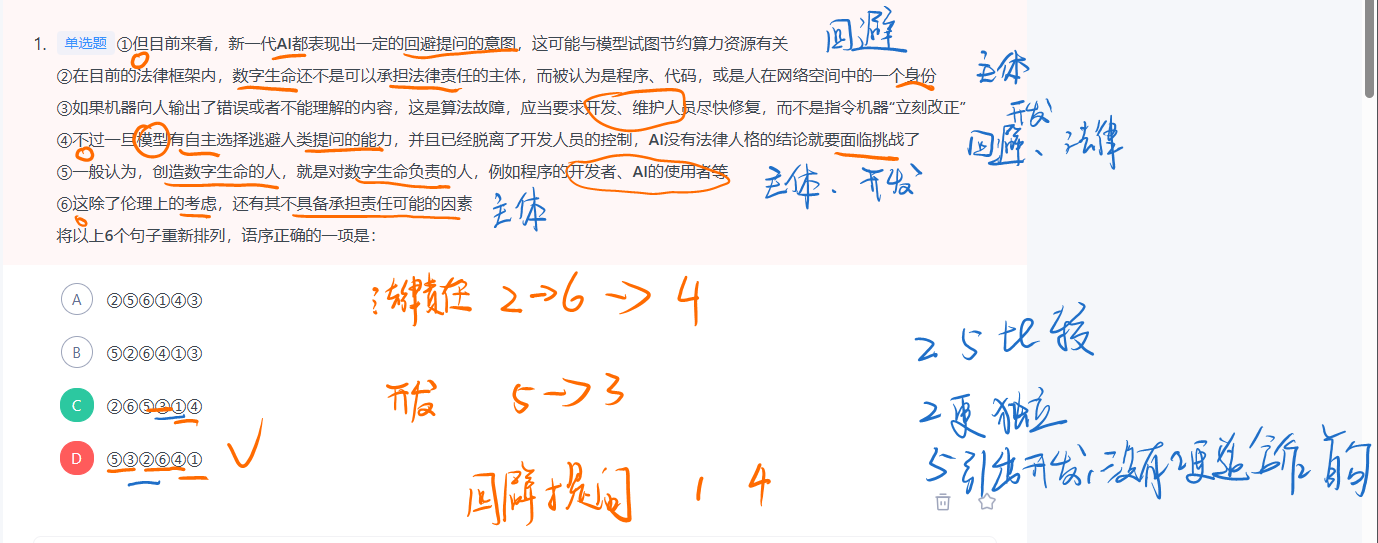 1. 单选题 ①但目前来看，新一代AI都表现出一定的回避提问的意图，这可能与模型试图节约算力资源有关
回避
②在目前的法律框架内，数字生命还不是可以承担法律责任的主体，而被认为是程序、代码，或是人在网络空间中的一个身份
主体
③如果机器向人输出了错误或者不能理解的内容，这是算法故障，应当要求开发、维护人员尽快修复，而不是指令机器“立刻改正”
开发
④不过一旦模型有自主选择逃避人类提问的能力，并且已经脱离了开发人员的控制，AI没有法律人格的结论就要面临挑战了
回避、法律
⑤一般认为，创造数字生命的人，就是对数字生命负责的人，例如程序的开发者、AI的使用者等
主体、开发
⑥这除了伦理上的考虑，还有其不具备承担责任可能的因素
主体
将以上6个句子重新排列，语序正确的一项是：
A ②⑤⑥①④③
B ⑤②⑥④①③
C ②⑥⑤③①④
D ⑤③②⑥④①
法律责任 2→6→4
开发 5→3
回避提问 1 4
2 5 比较
2更独立
5引出开发，没有2更适合作首句